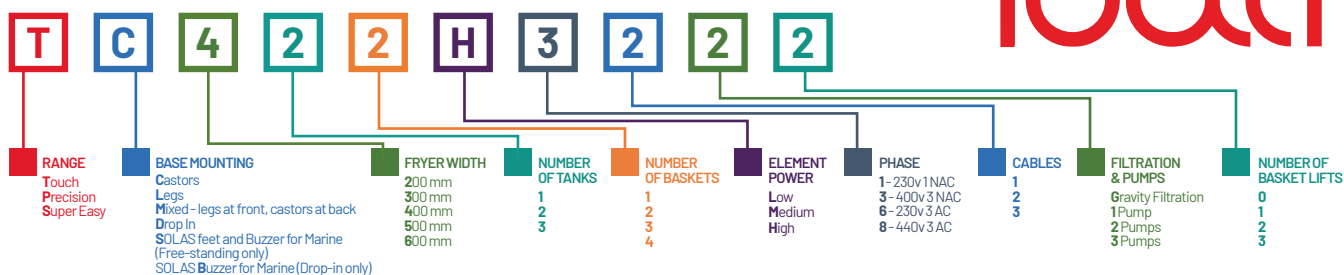 T C 4 2 2 H 3 2 2 2
RANGE
Touch
Precision
Super Easy
BASE MOUNTING
Castors
Legs
Mixed - legs at front, castors at back
Drop In
SOLAS feet and Buzzer for Marine
(Free-standing only)
SOLAS Buzzer for Marine (Drop-in only)
FRYER WIDTH
200 mm
300 mm
400 mm
500 mm
600 mm
NUMBER
OF TANKS
1
2
3
NUMBER
OF BASKETS
1
2
3
4
ELEMENT
POWER
Low
Medium
High
PHASE
1 - 230v 1 NAC
3 - 400v 3 NAC
6 - 230v 3 AC
8 - 440v 3 AC
CABLES
1
2
3
FILTRATION
& PUMPS
Gravity Filtration
1 Pump
2 Pumps
3 Pumps
NUMBER OF
BASKET LIFTS
0
1
2
3